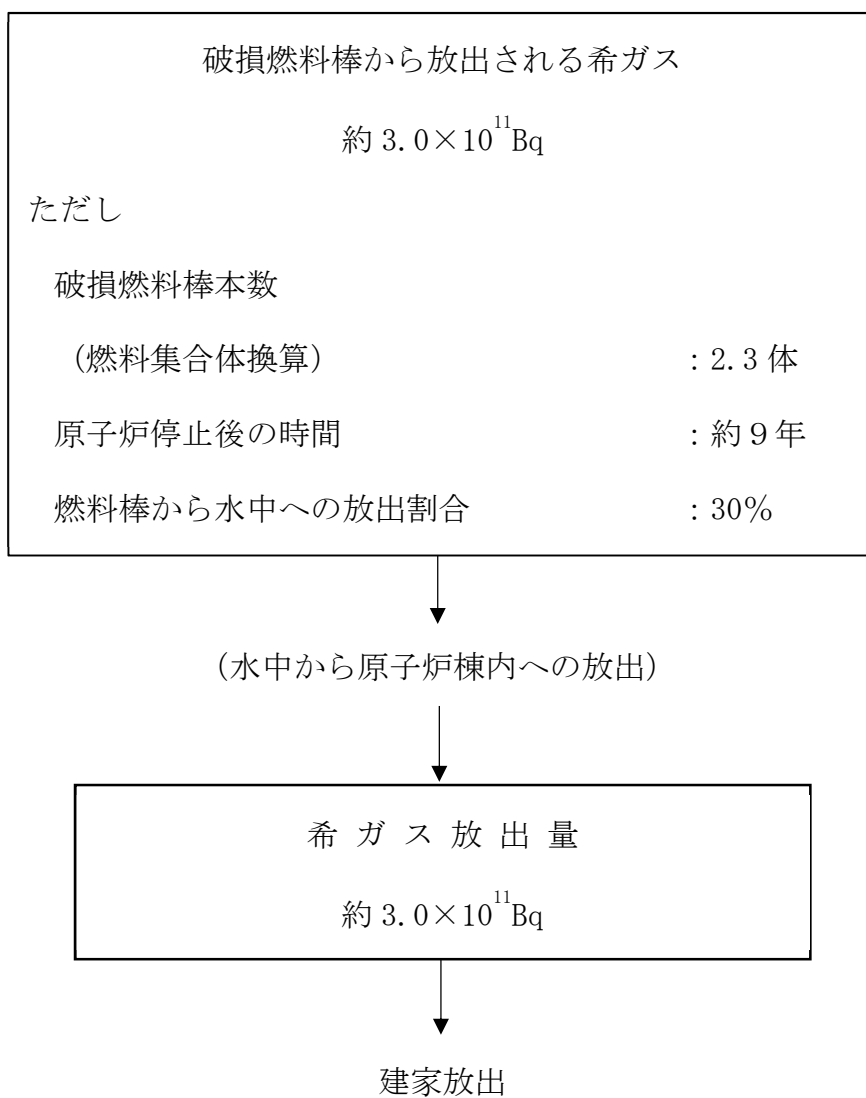 破損燃料棒から放出される希ガス
約 3.0×10¹¹Bq
ただし
破損燃料棒本数
（燃料集合体換算） : 2.3 体
原子炉停止後の時間 : 約９年
燃料棒から水中への放出割合 : 30％
（水中から原子炉棟内への放出）
希 ガ ス 放 出 量
約 3.0×10¹¹Bq
建家放出